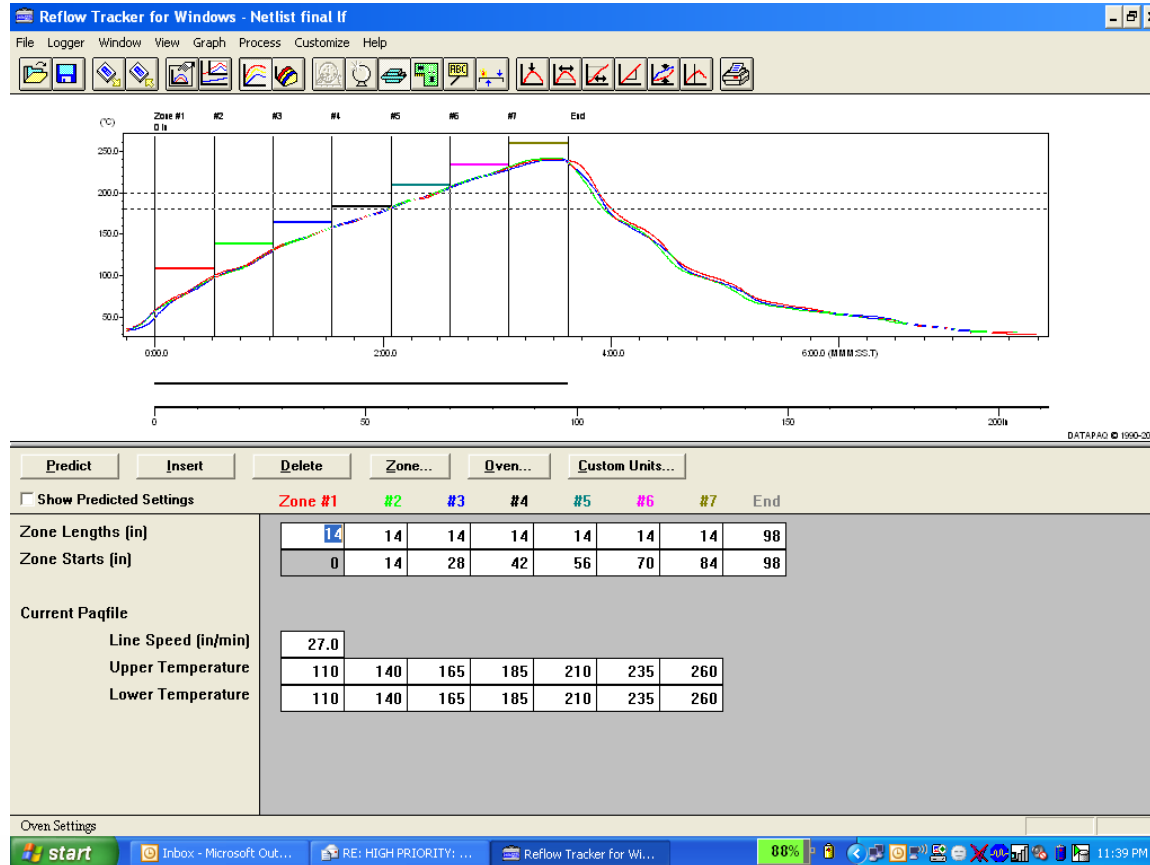 Reflow Tracker for Windows - Netlist final lf
File Logger Window View Graph Process Customize Help
ABC
(°C) Zone #1 #2 #3 #4 #5 #6 #7 End
0 in
250.0
200.0
150.0
100.0
50.0
0:00.0 2:00.0 4:00.0 6:00.0 (MMM:SS.T)
0 50 100 150 200 in
DATAPAQ © 1990-20
Predict Insert Delete Zone... Oven... Custom Units...
Show Predicted Settings Zone #1 #2 #3 #4 #5 #6 #7 End
Zone Lengths (in) 14 14 14 14 14 14 14 98
Zone Starts (in) 0 14 28 42 56 70 84 98
Current Paqfile
Line Speed (in/min) 27.0
Upper Temperature 110 140 165 185 210 235 260
Lower Temperature 110 140 165 185 210 235 260
Oven Settings
start Inbox - Microsoft Out... RE: HIGH PRIORITY: ... Reflow Tracker for Wi... 88% 11:39 PM